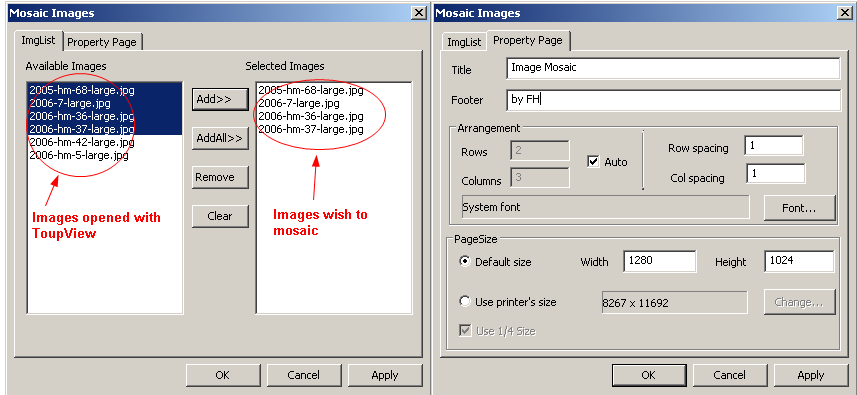 Mosaic Images
ImgList Property Page
Available Images
2005-hm-68-large.jpg
2006-7-large.jpg
2006-hm-36-large.jpg
2006-hm-37-large.jpg
2006-hm-42-large.jpg
2006-hm-5-large.jpg
Images opened with
ToupView
Add>>
AddAll>>
Remove
Clear
Selected Images
2005-hm-68-large.jpg
2006-7-large.jpg
2006-hm-36-large.jpg
2006-hm-37-large.jpg
Images wish to
mosaic
OK Cancel Apply
Mosaic Images
ImgList Property Page
Title Image Mosaic
Footer by FH
Arrangement
Rows 2
Columns 3
Auto
Row spacing 1
Col spacing 1
System font Font...
PageSize
Default size Width 1280 Height 1024
Use printer's size 8267 x 11692 Change...
Use 1/4 Size
OK Cancel Apply